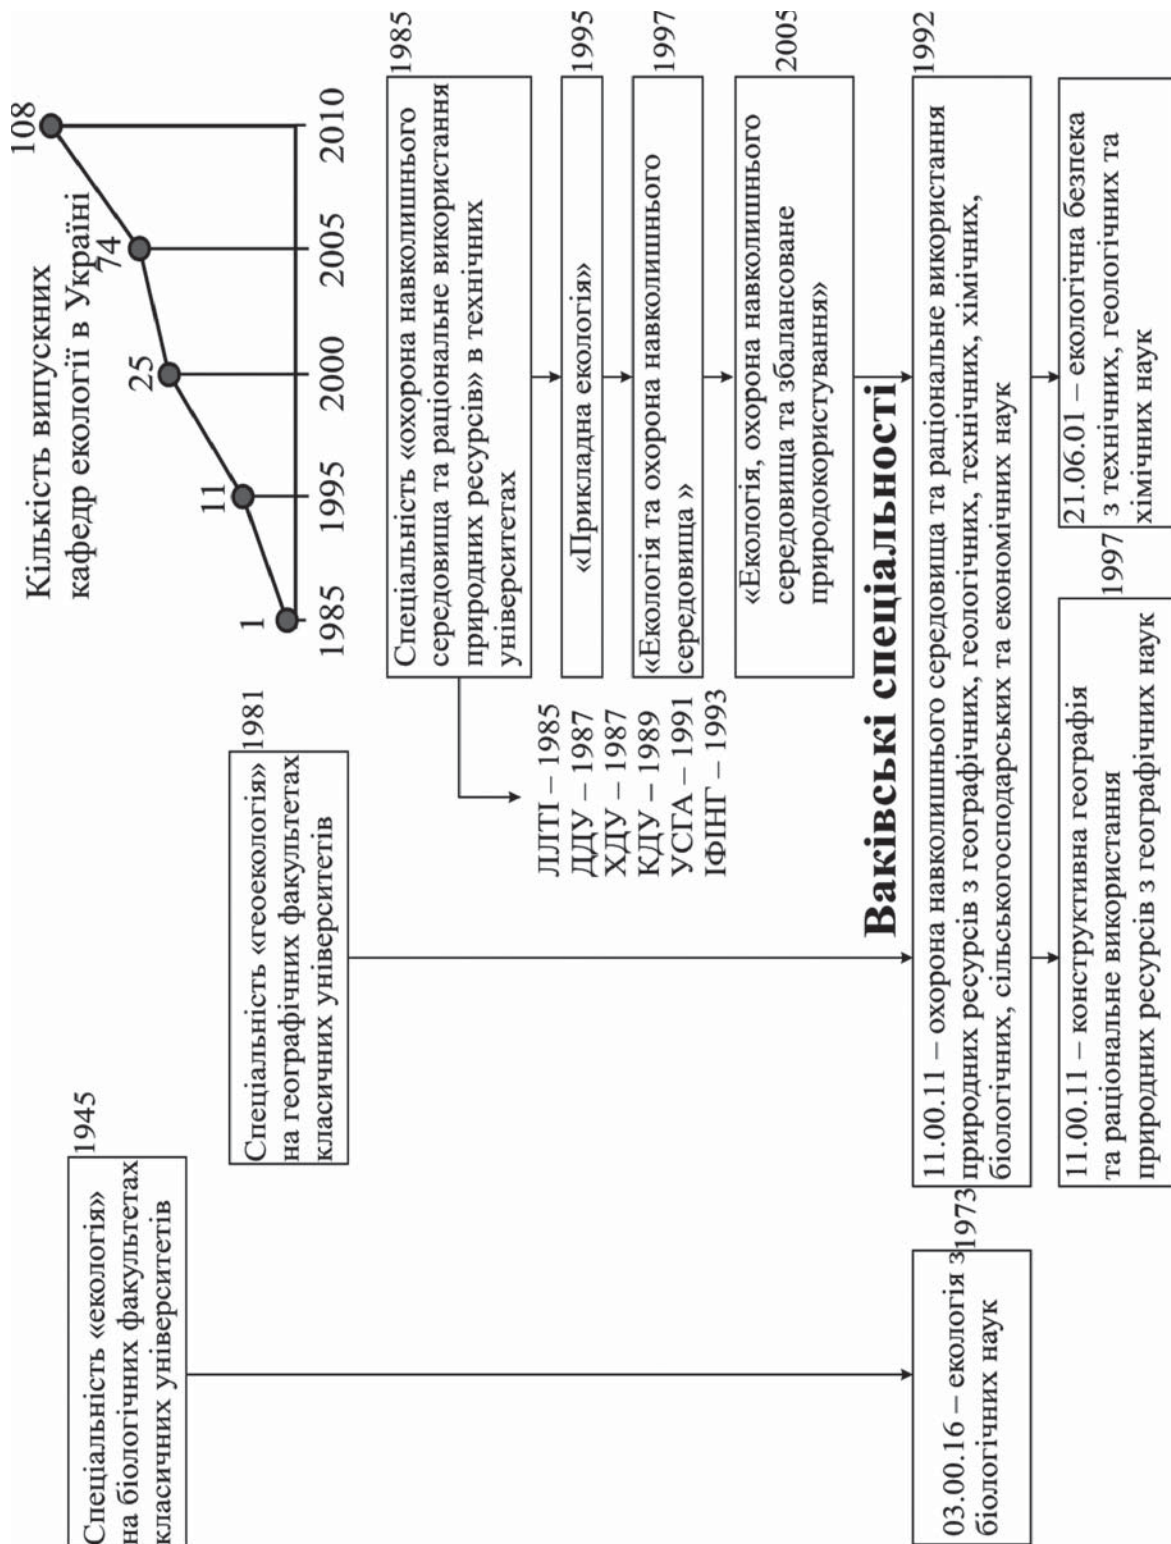 1945
Спеціальність «екологія»
на біологічних факультетах
класичних університетів
1981
Спеціальність «геоекологія»
на географічних факультетах
класичних університетів
Кількість випускних
кафедр екології в Україні
1
11
25
74
108
1985
1995
2000
2005
2010
1985
Спеціальність «охорона навколишнього
середовища та раціональне використання
природних ресурсів» в технічних
університетах
ЛЛТІ – 1985
ДДУ – 1987
ХДУ – 1987
КДУ – 1989
УСГА – 1991
ІФІНГ – 1993
1995
«Прикладна екологія»
1997
«Екологія та охорона навколишнього
середовища »
2005
«Екологія, охорона навколишнього
середовища та збалансоване
природокористування»
Ваківські спеціальності
1973
03.00.16 – екологія з
біологічних наук
1992
11.00.11 – охорона навколишнього середовища та раціональне використання
природних ресурсів з географічних, геологічних, технічних, хімічних,
біологічних, сільськогосподарських та економічних наук
11.00.11 – конструктивна географія
та раціональне використання
природних ресурсів з географічних наук
1997
21.06.01 – екологічна безпека
з технічних, геологічних та
хімічних наук